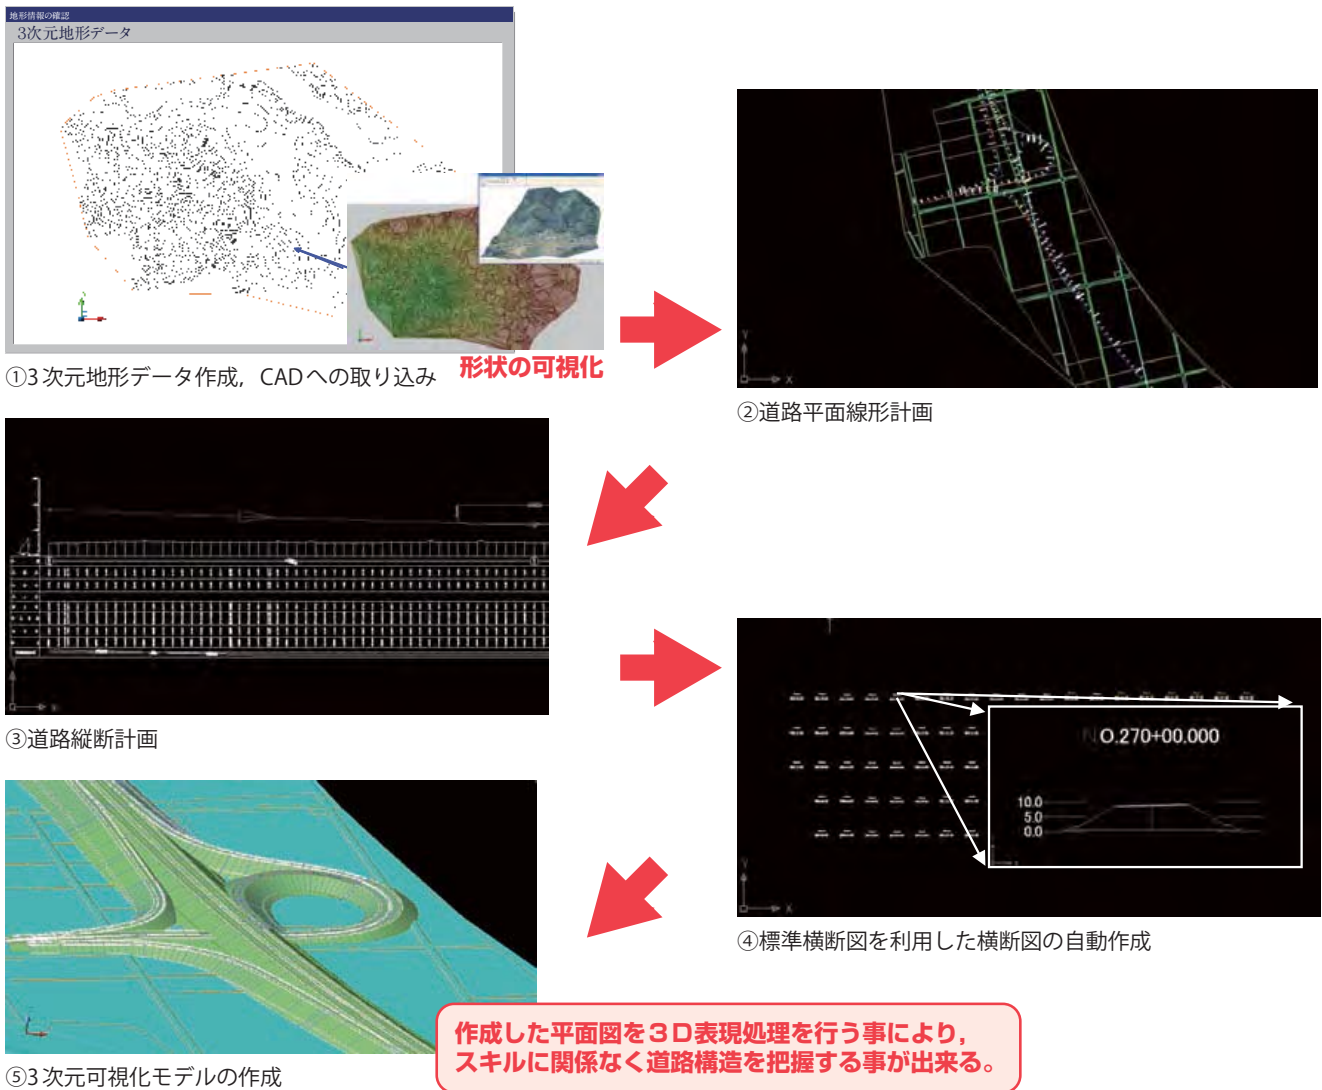 地形情報の確認
3次元地形データ
形状の可視化
①3次元地形データ作成，CADへの取り込み
Y
X
②道路平面線形計画
③道路縦断計画
NO.270+00.000
10.0
5.0
0.0
Y
X
④標準横断図を利用した横断図の自動作成
作成した平面図を３Ｄ表現処理を行う事により，
スキルに関係なく道路構造を把握する事が出来る。
⑤3次元可視化モデルの作成